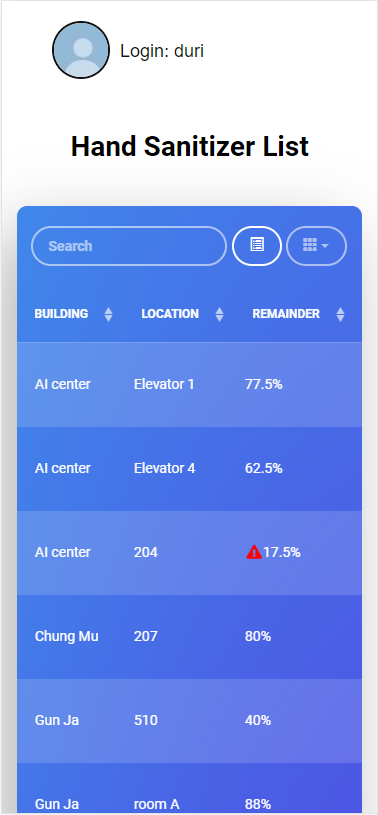 Login: duri
Hand Sanitizer List
Search
BUILDING LOCATION REMAINDER
AI center Elevator 1 77.5%
AI center Elevator 4 62.5%
AI center 204 17.5%
Chung Mu 207 80%
Gun Ja 510 40%
Gun Ja room A 88%